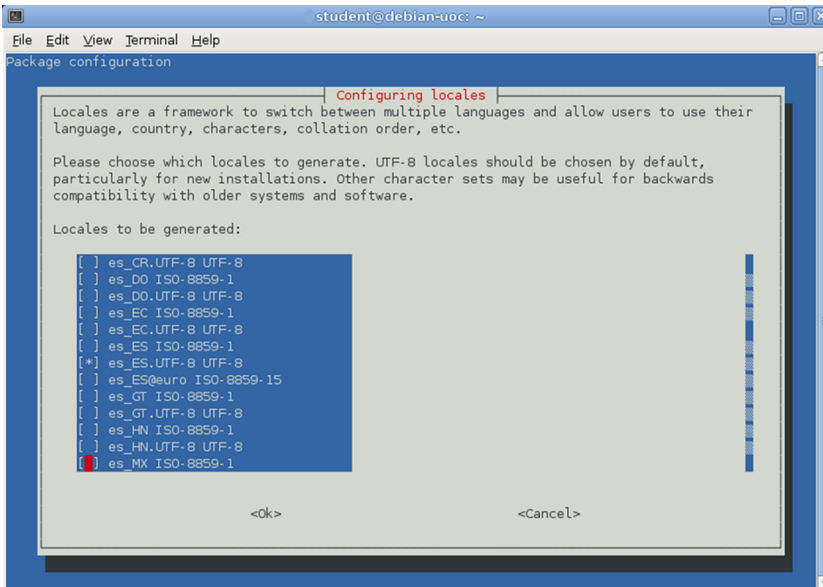 student@debian-uoc: ~
File Edit View Terminal Help
Package configuration
Configuring locales
Locales are a framework to switch between multiple languages and allow users to use their
language, country, characters, collation order, etc.
Please choose which locales to generate. UTF-8 locales should be chosen by default,
particularly for new installations. Other character sets may be useful for backwards
compatibility with older systems and software.
Locales to be generated:
[ ] es_CR.UTF-8 UTF-8
[ ] es_DO ISO-8859-1
[ ] es_DO.UTF-8 UTF-8
[ ] es_EC ISO-8859-1
[ ] es_EC.UTF-8 UTF-8
[ ] es_ES ISO-8859-1
[*] es_ES.UTF-8 UTF-8
[ ] es_ES@euro ISO-8859-15
[ ] es_GT ISO-8859-1
[ ] es_GT.UTF-8 UTF-8
[ ] es_HN ISO-8859-1
[ ] es_HN.UTF-8 UTF-8
[ ] es_MX ISO-8859-1
<Ok> <Cancel>